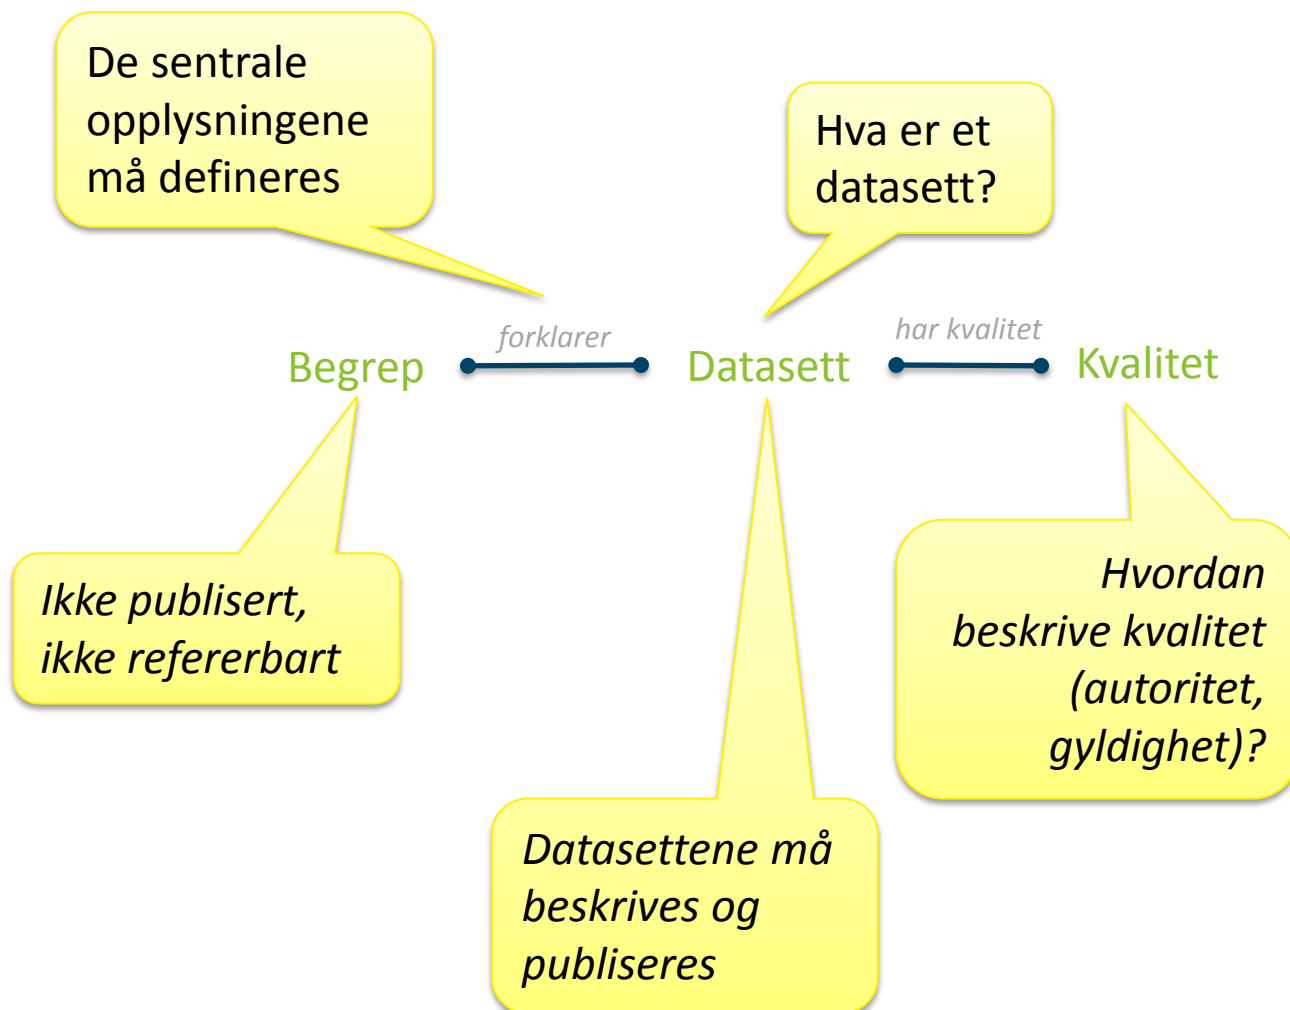 De sentrale
opplysningene
må defineres
Hva er et
datasett?
Begrep
forklarer
Datasett
har kvalitet
Kvalitet
Ikke publisert,
ikke refererbart
Hvordan
beskrive kvalitet
(autoritet,
gyldighet)?
Datasettene må
beskrives og
publiseres